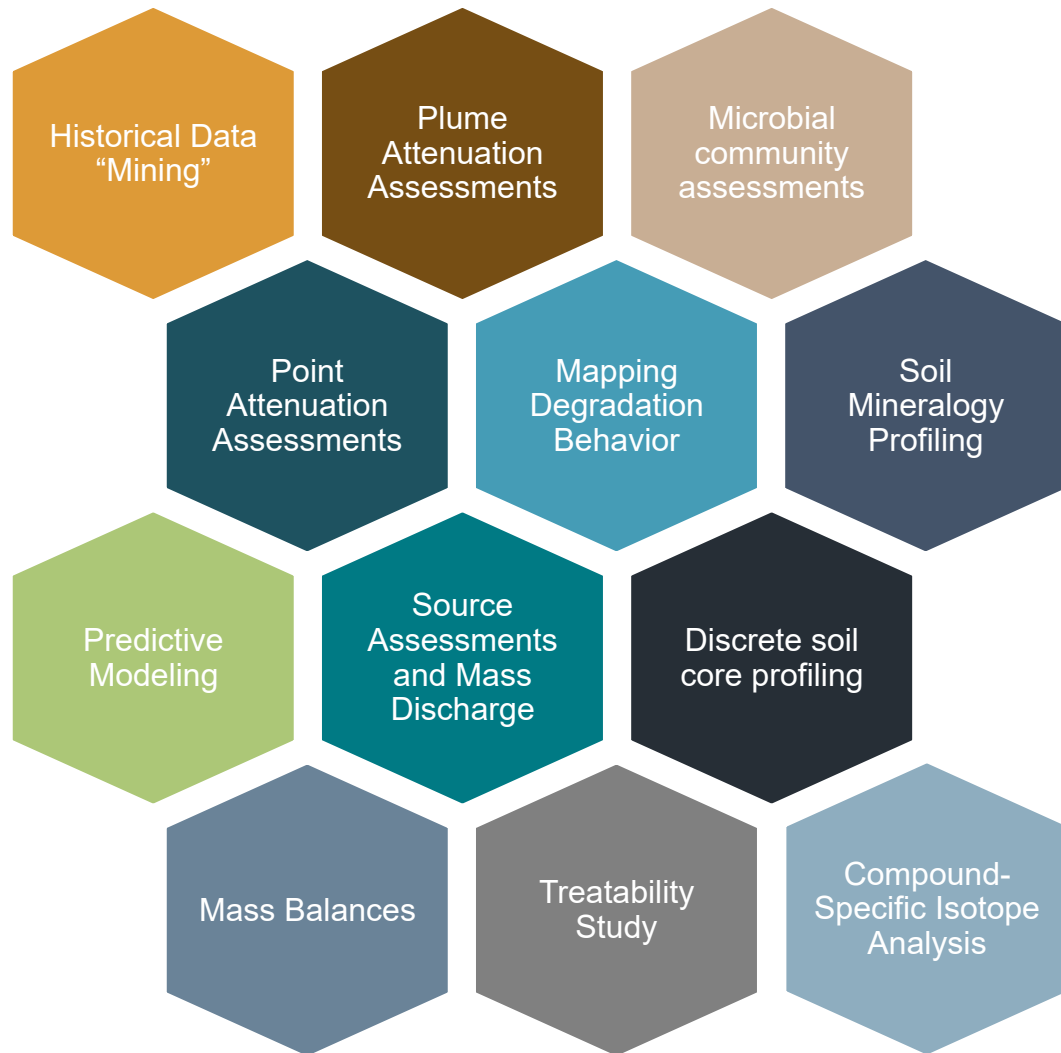 Historical Data
“Mining”
Plume
Attenuation
Assessments
Microbial
community
assessments
Point
Attenuation
Assessments
Mapping
Degradation
Behavior
Soil
Mineralogy
Profiling
Predictive
Modeling
Source
Assessments
and Mass
Discharge
Discrete soil
core profiling
Mass Balances
Treatability
Study
Compound-
Specific Isotope
Analysis